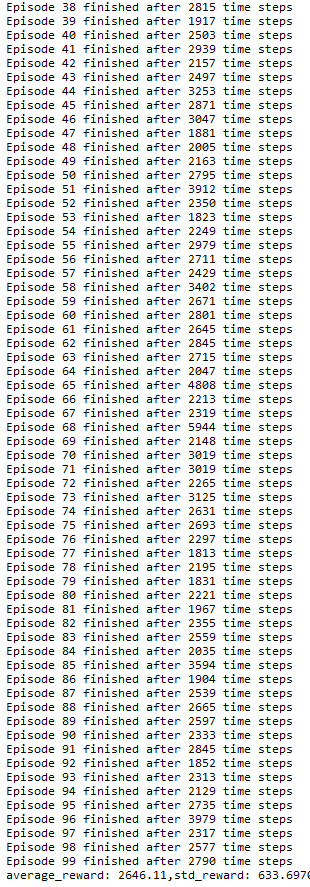 Episode 38 finished after 2815 time steps
Episode 39 finished after 1917 time steps
Episode 40 finished after 2503 time steps
Episode 41 finished after 2939 time steps
Episode 42 finished after 2157 time steps
Episode 43 finished after 2497 time steps
Episode 44 finished after 3253 time steps
Episode 45 finished after 2871 time steps
Episode 46 finished after 3047 time steps
Episode 47 finished after 1881 time steps
Episode 48 finished after 2005 time steps
Episode 49 finished after 2163 time steps
Episode 50 finished after 2795 time steps
Episode 51 finished after 3912 time steps
Episode 52 finished after 2350 time steps
Episode 53 finished after 1823 time steps
Episode 54 finished after 2249 time steps
Episode 55 finished after 2979 time steps
Episode 56 finished after 2711 time steps
Episode 57 finished after 2429 time steps
Episode 58 finished after 3402 time steps
Episode 59 finished after 2671 time steps
Episode 60 finished after 2801 time steps
Episode 61 finished after 2645 time steps
Episode 62 finished after 2845 time steps
Episode 63 finished after 2715 time steps
Episode 64 finished after 2047 time steps
Episode 65 finished after 4808 time steps
Episode 66 finished after 2213 time steps
Episode 67 finished after 2319 time steps
Episode 68 finished after 5944 time steps
Episode 69 finished after 2148 time steps
Episode 70 finished after 3019 time steps
Episode 71 finished after 3019 time steps
Episode 72 finished after 2265 time steps
Episode 73 finished after 3125 time steps
Episode 74 finished after 2631 time steps
Episode 75 finished after 2693 time steps
Episode 76 finished after 2297 time steps
Episode 77 finished after 1813 time steps
Episode 78 finished after 2195 time steps
Episode 79 finished after 1831 time steps
Episode 80 finished after 2221 time steps
Episode 81 finished after 1967 time steps
Episode 82 finished after 2355 time steps
Episode 83 finished after 2559 time steps
Episode 84 finished after 2035 time steps
Episode 85 finished after 3594 time steps
Episode 86 finished after 1904 time steps
Episode 87 finished after 2539 time steps
Episode 88 finished after 2665 time steps
Episode 89 finished after 2597 time steps
Episode 90 finished after 2333 time steps
Episode 91 finished after 2845 time steps
Episode 92 finished after 1852 time steps
Episode 93 finished after 2313 time steps
Episode 94 finished after 2129 time steps
Episode 95 finished after 2735 time steps
Episode 96 finished after 3979 time steps
Episode 97 finished after 2317 time steps
Episode 98 finished after 2577 time steps
Episode 99 finished after 2790 time steps
average_reward: 2646.11,std_reward: 633.6970